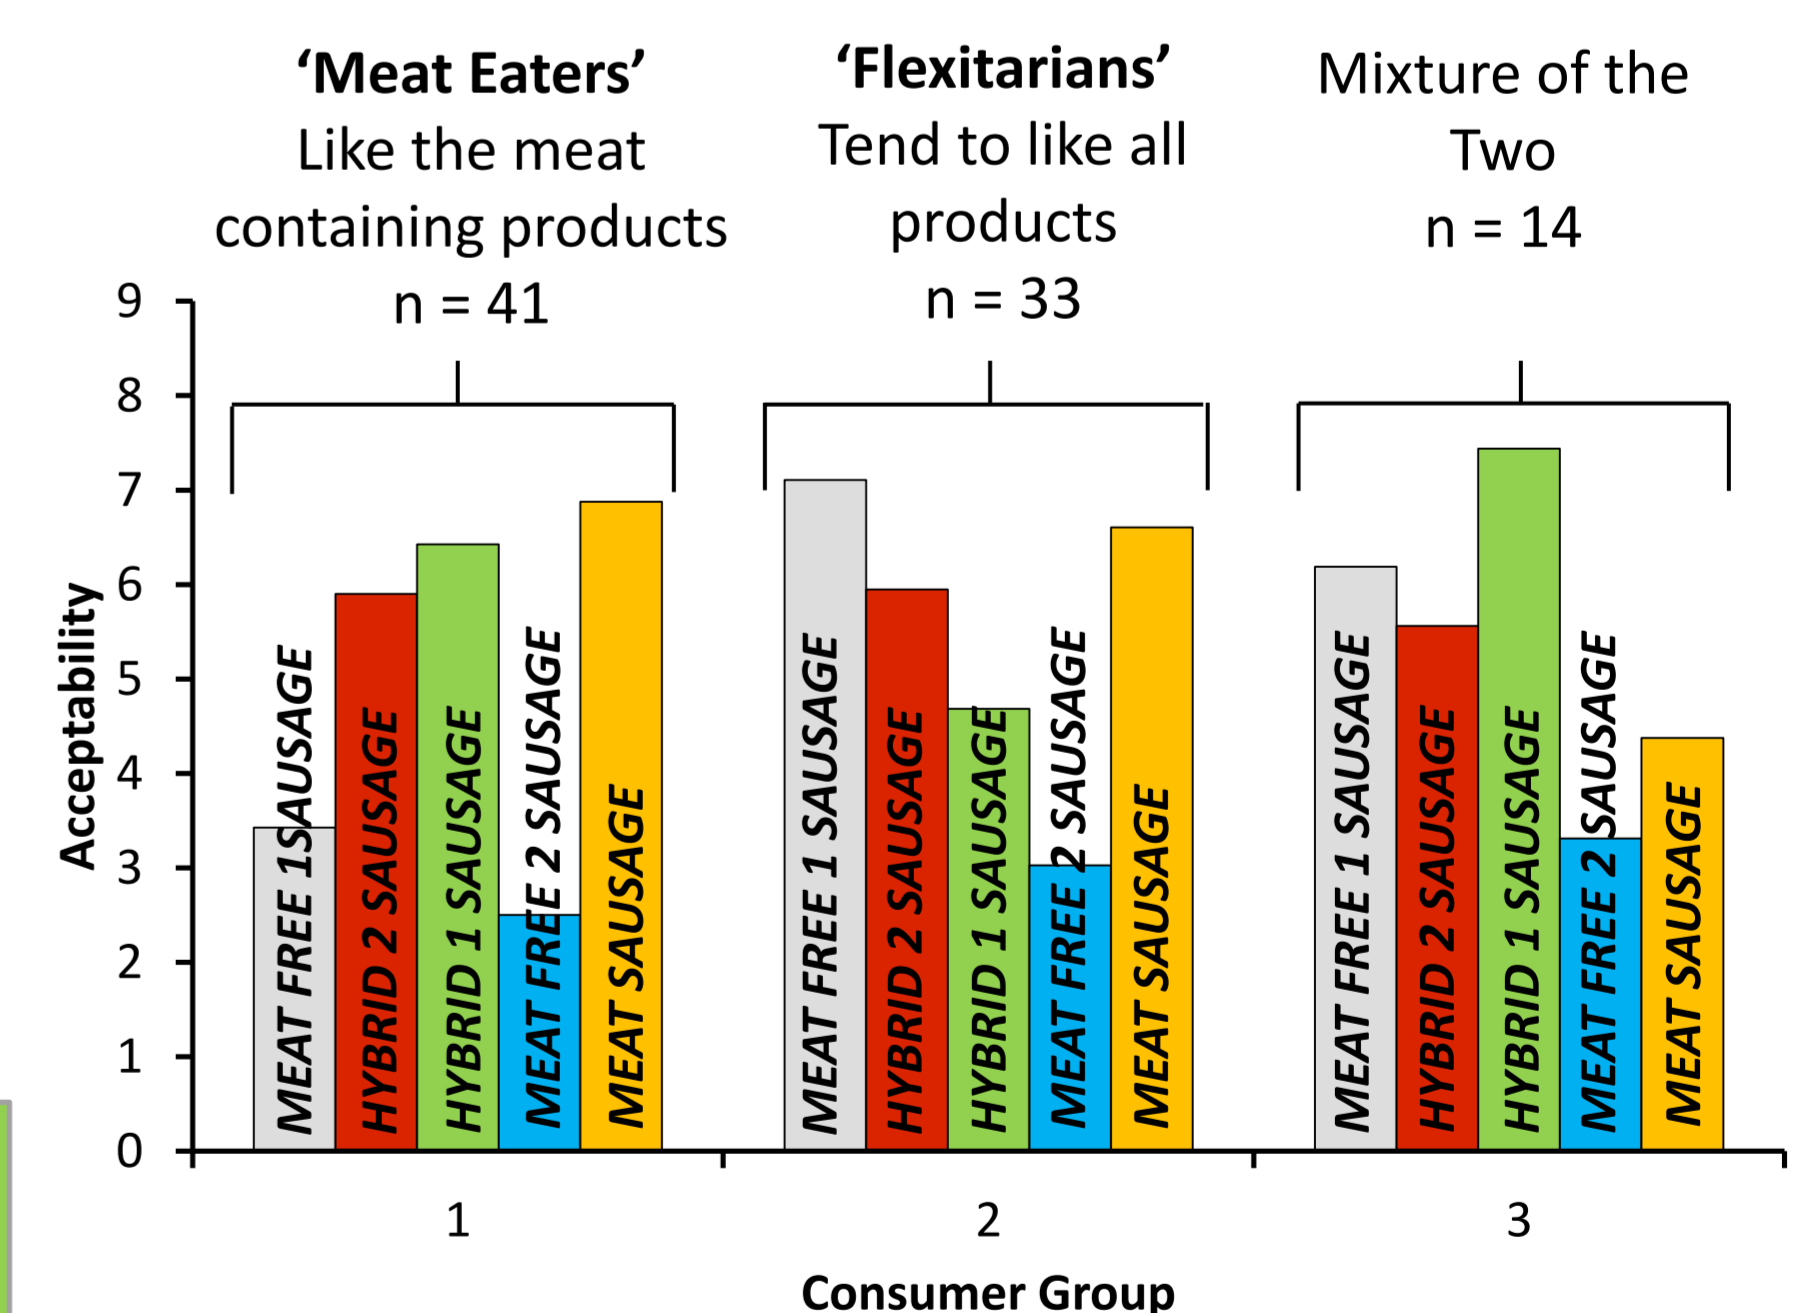 ‘Meat Eaters’
Like the meat
containing products
n = 41
‘Flexitarians’
Tend to like all
products
n = 33
Mixture of the
Two
n = 14
Acceptability
9
8
7
6
5
4
3
2
1
0
MEAT FREE 1SAUSAGE
HYBRID 2 SAUSAGE
HYBRID 1 SAUSAGE
MEAT FREE 2 SAUSAGE
MEAT SAUSAGE
MEAT FREE 1 SAUSAGE
HYBRID 2 SAUSAGE
HYBRID 1 SAUSAGE
MEAT FREE 2 SAUSAGE
MEAT SAUSAGE
MEAT FREE 1 SAUSAGE
HYBRID 2 SAUSAGE
HYBRID 1 SAUSAGE
MEAT FREE 2 SAUSAGE
MEAT SAUSAGE
1
2
3
Consumer Group